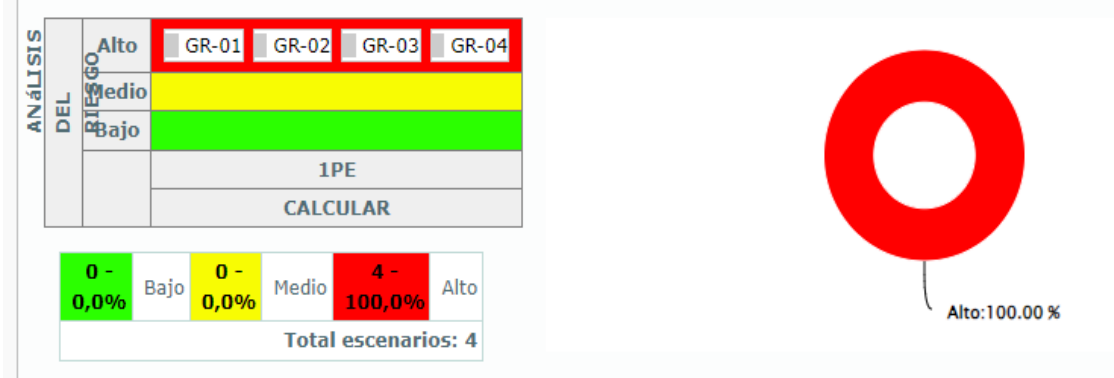 ANáLISIS
DEL
RIESGO
Alto
GR-01 GR-02 GR-03 GR-04
Medio
Bajo
1PE
CALCULAR
0 -
0,0%
Bajo
0 -
0,0%
Medio
4 -
100,0%
Alto
Total escenarios: 4
Alto:100.00 %